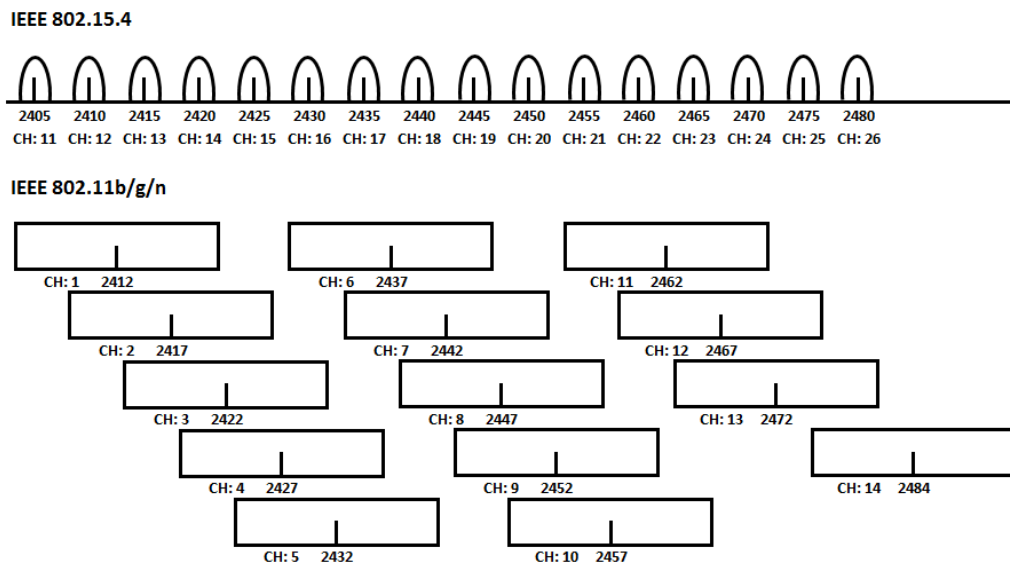 IEEE 802.15.4
2405 2410 2415 2420 2425 2430 2435 2440 2445 2450 2455 2460 2465 2470 2475 2480
CH: 11 CH: 12 CH: 13 CH: 14 CH: 15 CH: 16 CH: 17 CH: 18 CH: 19 CH: 20 CH: 21 CH: 22 CH: 23 CH: 24 CH: 25 CH: 26
IEEE 802.11b/g/n
CH: 1 2412 CH: 6 2437 CH: 11 2462
CH: 2 2417 CH: 7 2442 CH: 12 2467
CH: 3 2422 CH: 8 2447 CH: 13 2472
CH: 4 2427 CH: 9 2452 CH: 14 2484
CH: 5 2432 CH: 10 2457